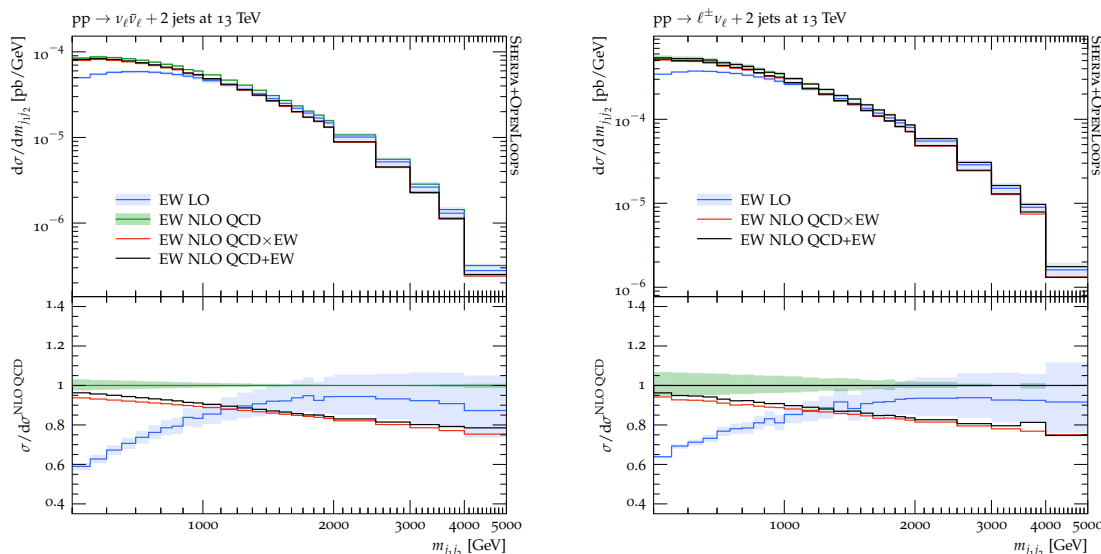 pp → νℓν̄ℓ + 2 jets at 13 TeV
SHERPA+OPENLOOPS
dσ/dm_{j₁j₂} [pb/GeV]
10⁻⁴
10⁻⁵
10⁻⁶
EW LO
EW NLO QCD
EW NLO QCD×EW
EW NLO QCD+EW
σ/dσ^{NLO QCD}
1.4
1.2
1
0.8
0.6
0.4
1000
2000
3000
4000
5000
m_{j₁j₂} [GeV]
pp → ℓ±νℓ + 2 jets at 13 TeV
SHERPA+OPENLOOPS
dσ/dm_{j₁j₂} [pb/GeV]
10⁻⁴
10⁻⁵
10⁻⁶
EW LO
EW NLO QCD×EW
EW NLO QCD+EW
σ/dσ^{NLO QCD}
1.4
1.2
1
0.8
0.6
0.4
1000
2000
3000
4000
5000
m_{j₁j₂} [GeV]